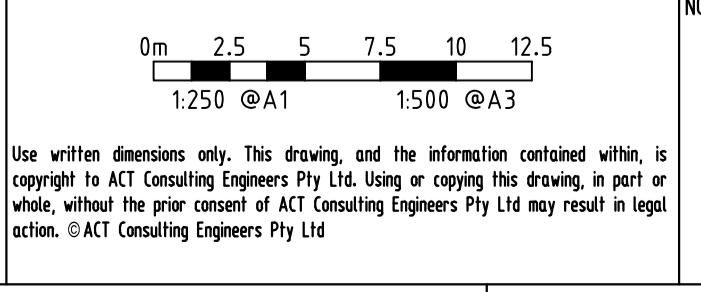 NU
0m 2.5 5 7.5 10 12.5
1:250 @A1 1:500 @A3
Use written dimensions only. This drawing, and the information contained within, is
copyright to ACT Consulting Engineers Pty Ltd. Using or copying this drawing, in part or
whole, without the prior consent of ACT Consulting Engineers Pty Ltd may result in legal
action. © ACT Consulting Engineers Pty Ltd